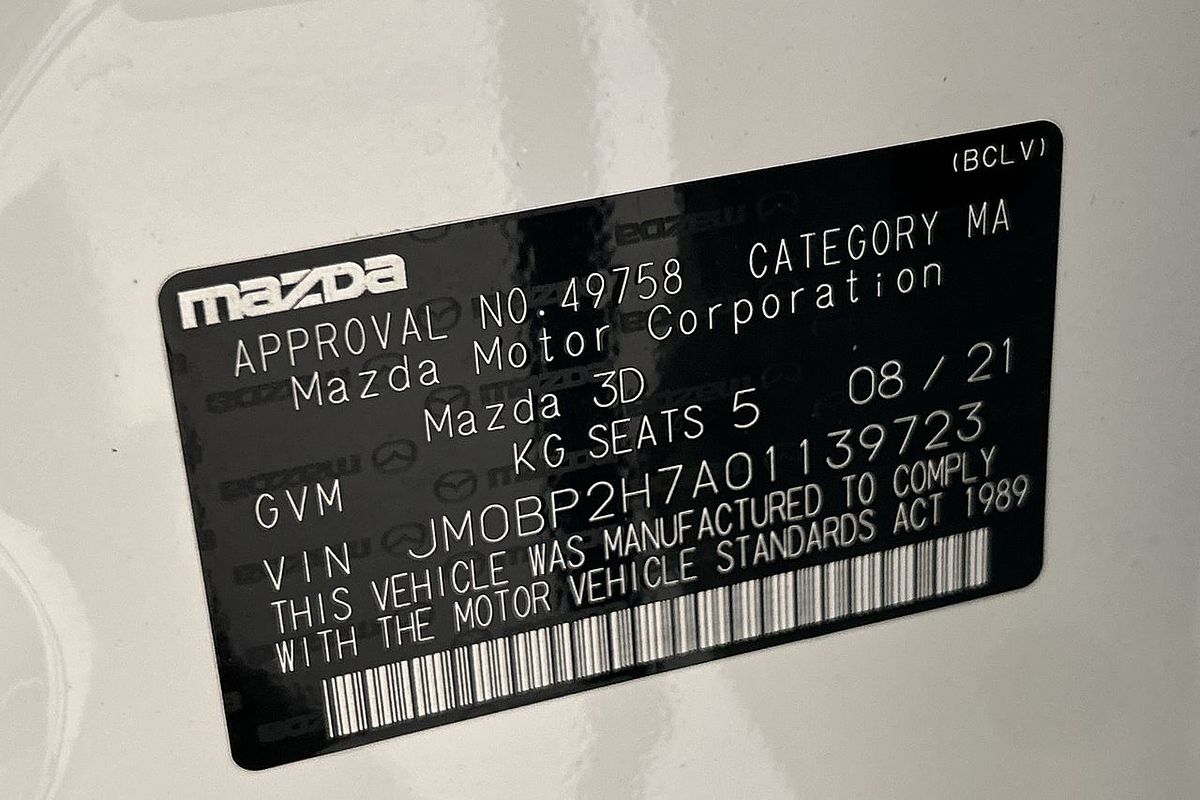 (BCLV)
mazda
APPROVAL NO.49758 CATEGORY MA
Mazda Motor Corporation
Mazda 3D 08 / 21
GVM KG SEATS 5
VIN JM0BP2H7A01139723
THIS VEHICLE WAS MANUFACTURED TO COMPLY
WITH THE MOTOR VEHICLE STANDARDS ACT 1989